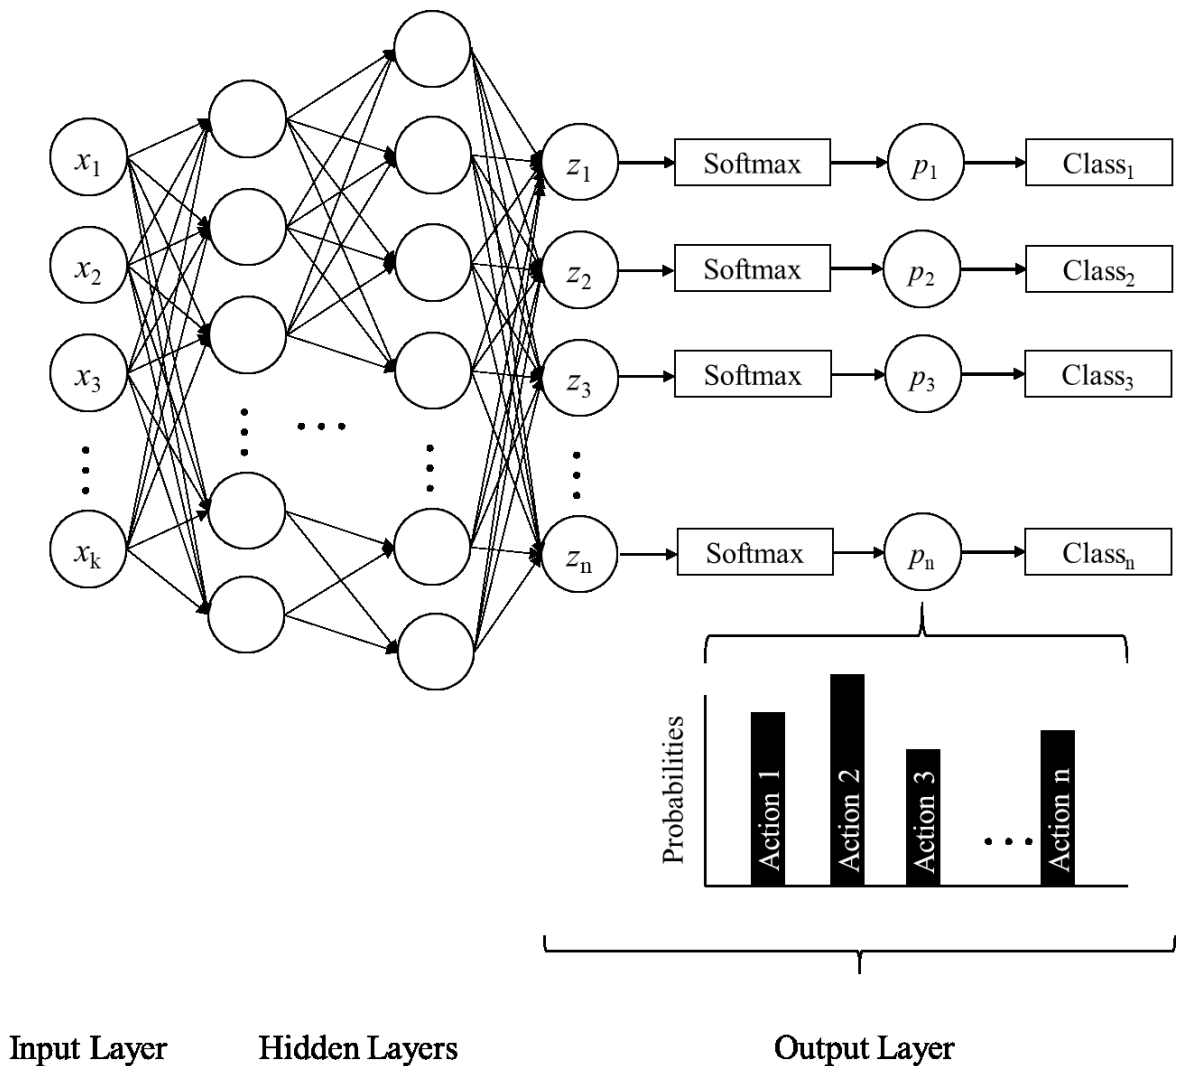 x1 z1 Softmax p1 Class1
x2 z2 Softmax p2 Class2
x3 z3 Softmax p3 Class3
xk zn Softmax pn Classn
Probabilities
Action 1
Action 2
Action 3
Action n
Input Layer Hidden Layers Output Layer